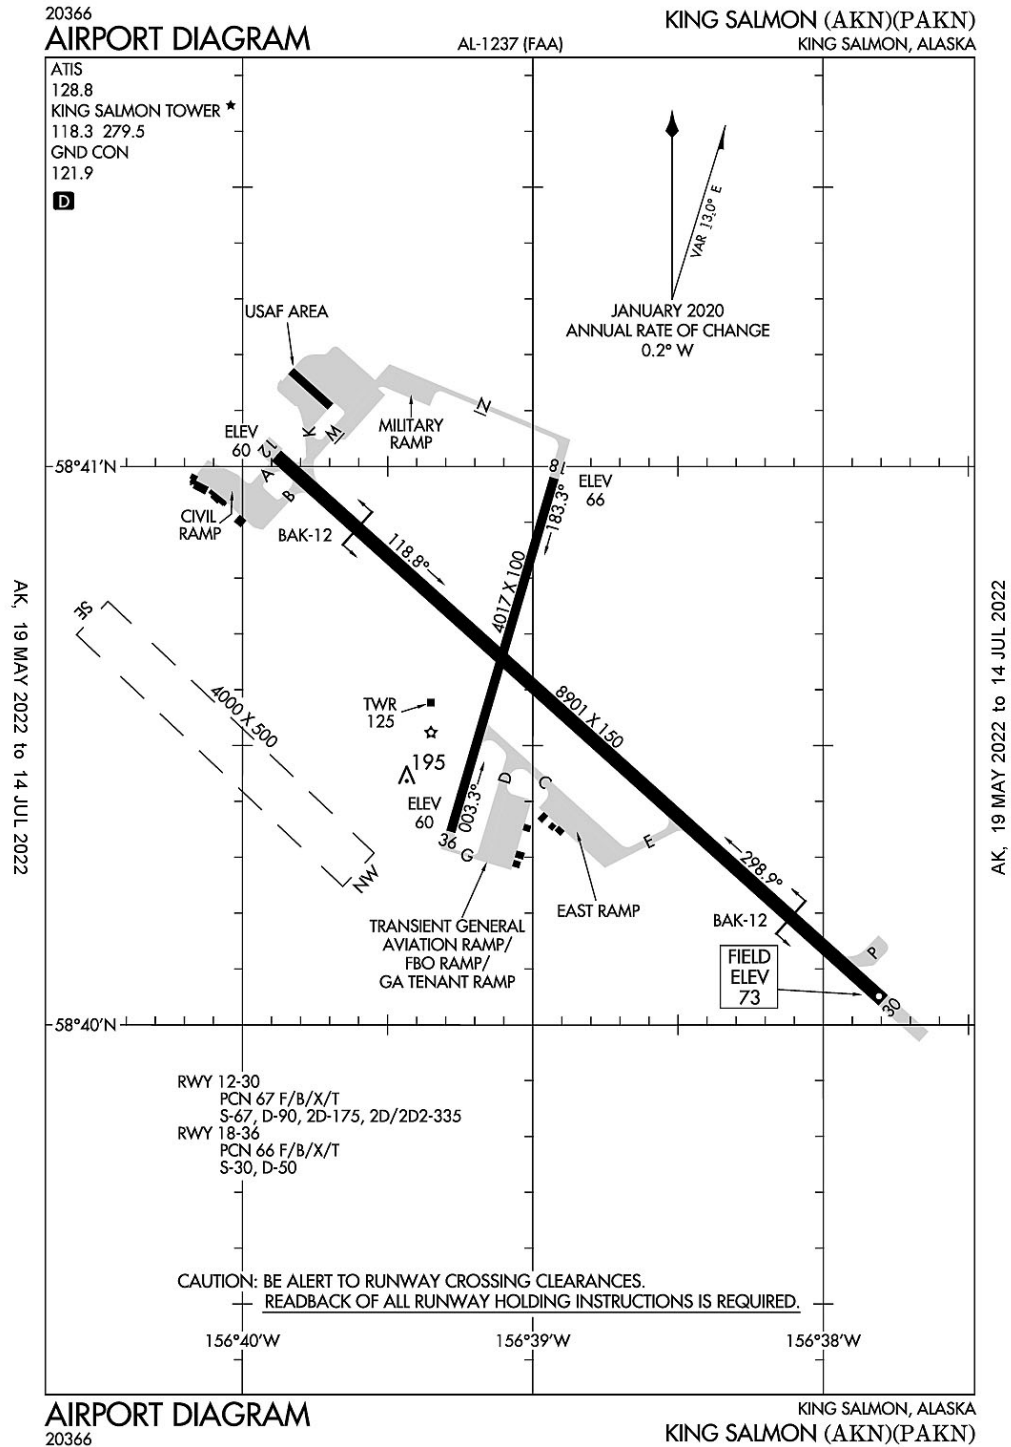 20366
AIRPORT DIAGRAM
AL-1237 (FAA)
KING SALMON (AKN)(PAKN)
KING SALMON, ALASKA
ATIS
128.8
KING SALMON TOWER ★
118.3 279.5
GND CON
121.9
D
VAR 13.0° E
JANUARY 2020
ANNUAL RATE OF CHANGE
0.2° W
USAF AREA
MILITARY
RAMP
IZ
K
M
ELEV
60
12
A
B
58°41'N
CIVIL
RAMP
BAK-12
118.8°
18
ELEV
66
183.3°
4017 X 100
SE
4000 X 500
NW
TWR
125
195
8901 X 150
ELEV
60
003.3°
36
G
D
C
E
298.9°
EAST RAMP
TRANSIENT GENERAL
AVIATION RAMP/
FBO RAMP/
GA TENANT RAMP
BAK-12
P
FIELD
ELEV
73
30
58°40'N
RWY 12-30
PCN 67 F/B/X/T
S-67, D-90, 2D-175, 2D/2D2-335
RWY 18-36
PCN 66 F/B/X/T
S-30, D-50
CAUTION: BE ALERT TO RUNWAY CROSSING CLEARANCES.
READBACK OF ALL RUNWAY HOLDING INSTRUCTIONS IS REQUIRED.
156°40'W
156°39'W
156°38'W
AK, 19 MAY 2022 to 14 JUL 2022
AK, 19 MAY 2022 to 14 JUL 2022
AIRPORT DIAGRAM
20366
KING SALMON, ALASKA
KING SALMON (AKN)(PAKN)